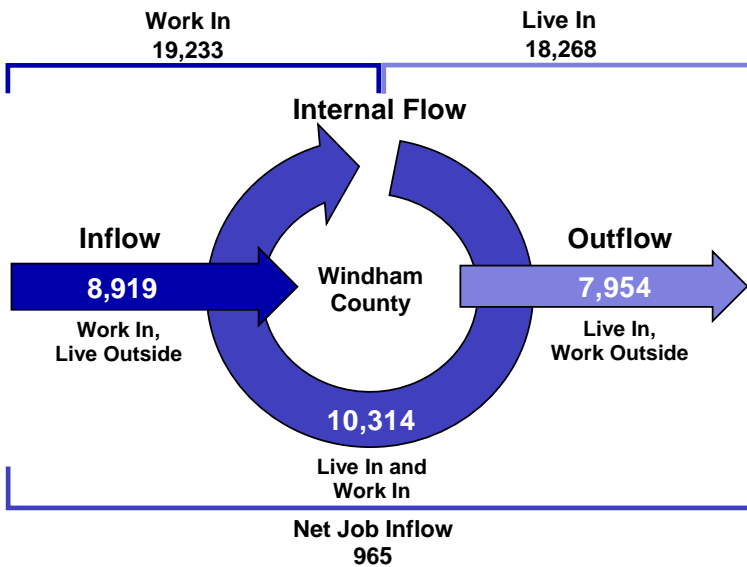 Work In
19,233
Live In
18,268
Internal Flow
Inflow
8,919
Work In,
Live Outside
Windham
County
Outflow
7,954
Live In,
Work Outside
10,314
Live In and
Work In
Net Job Inflow
965